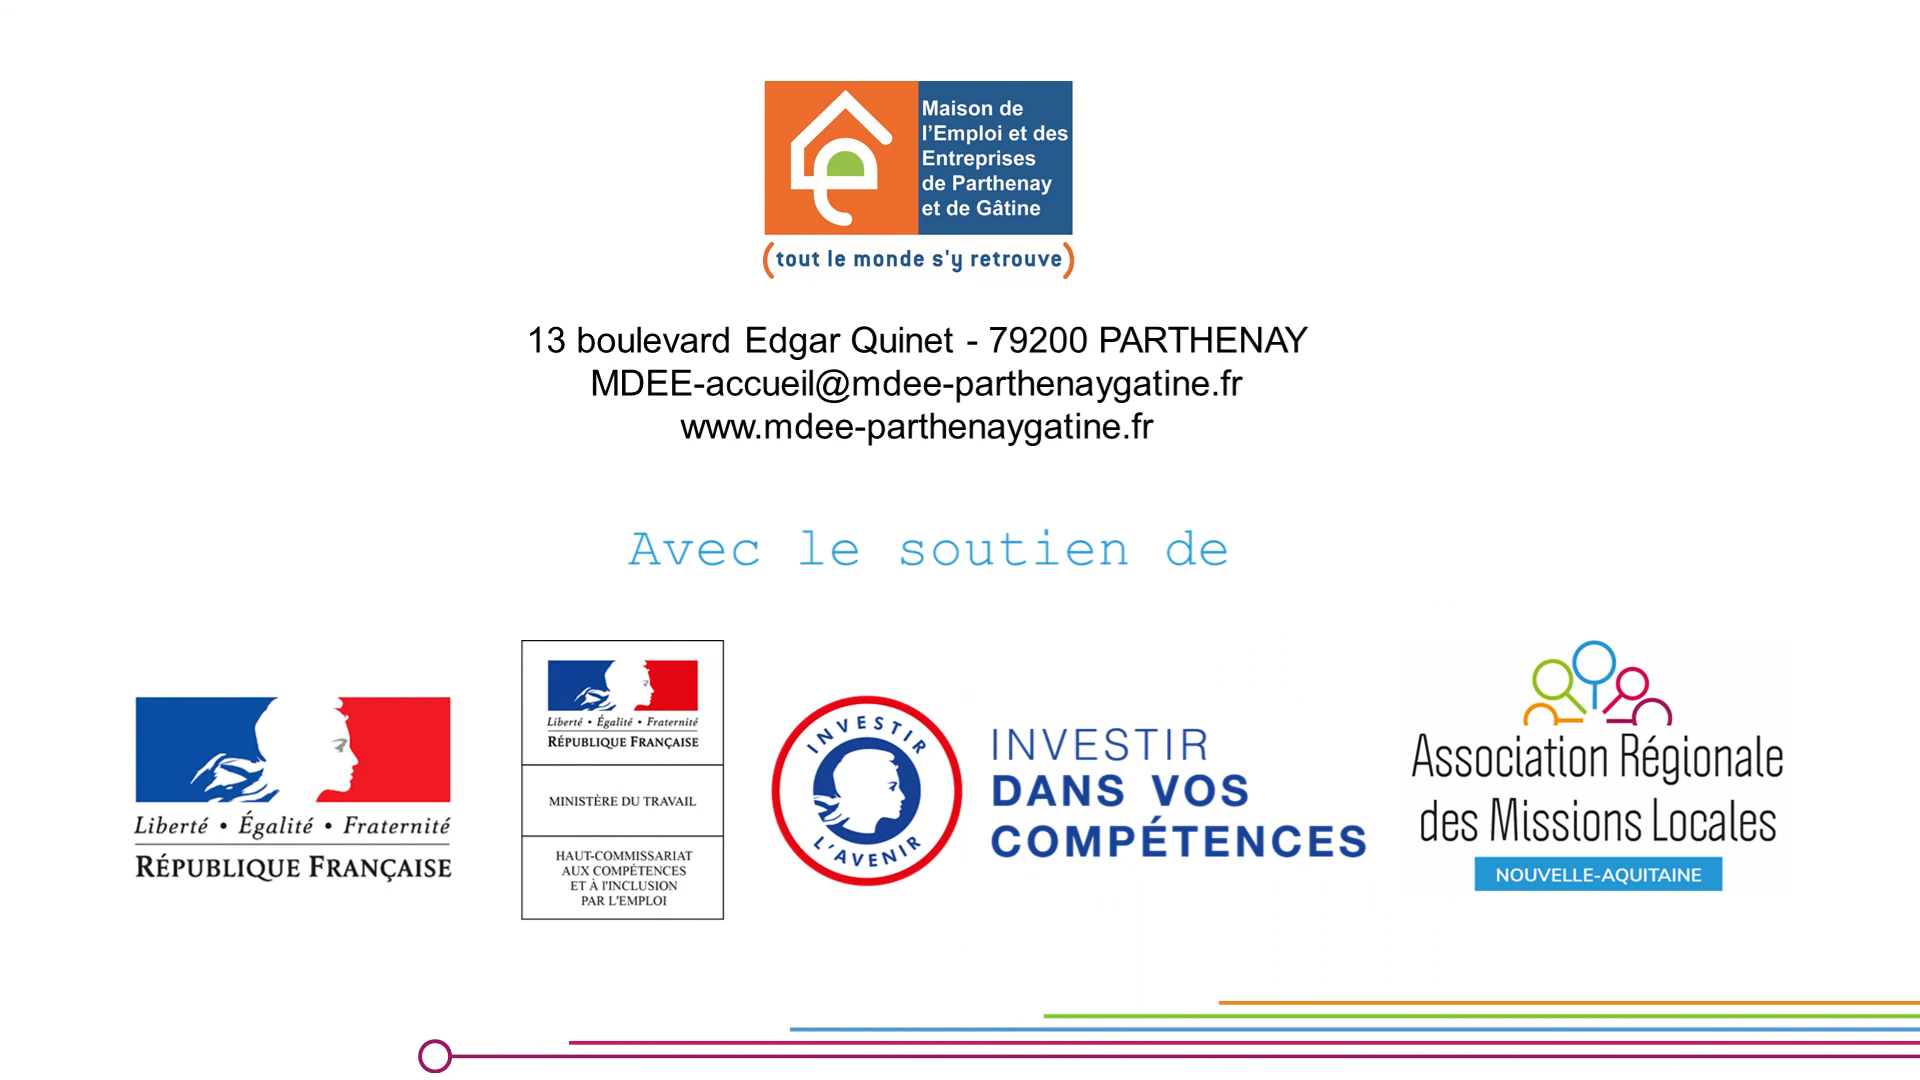 Maison de
l'Emploi et des
Entreprises
de Parthenay
et de Gâtine
(tout le monde s'y retrouve)
13 boulevard Edgar Quinet - 79200 PARTHENAY
MDEE-accueil@mdee-parthenaygatine.fr
www.mdee-parthenaygatine.fr
Avec le soutien de
Liberté • Égalité • Fraternité
RÉPUBLIQUE FRANÇAISE
Liberté • Égalité • Fraternité
RÉPUBLIQUE FRANÇAISE
MINISTÈRE DU TRAVAIL
HAUT-COMMISSARIAT
AUX COMPÉTENCES
ET À l'INCLUSION
PAR L'EMPLOI
INVESTIR
L'AVENIR
INVESTIR
DANS VOS
COMPÉTENCES
Association Régionale
des Missions Locales
NOUVELLE-AQUITAINE